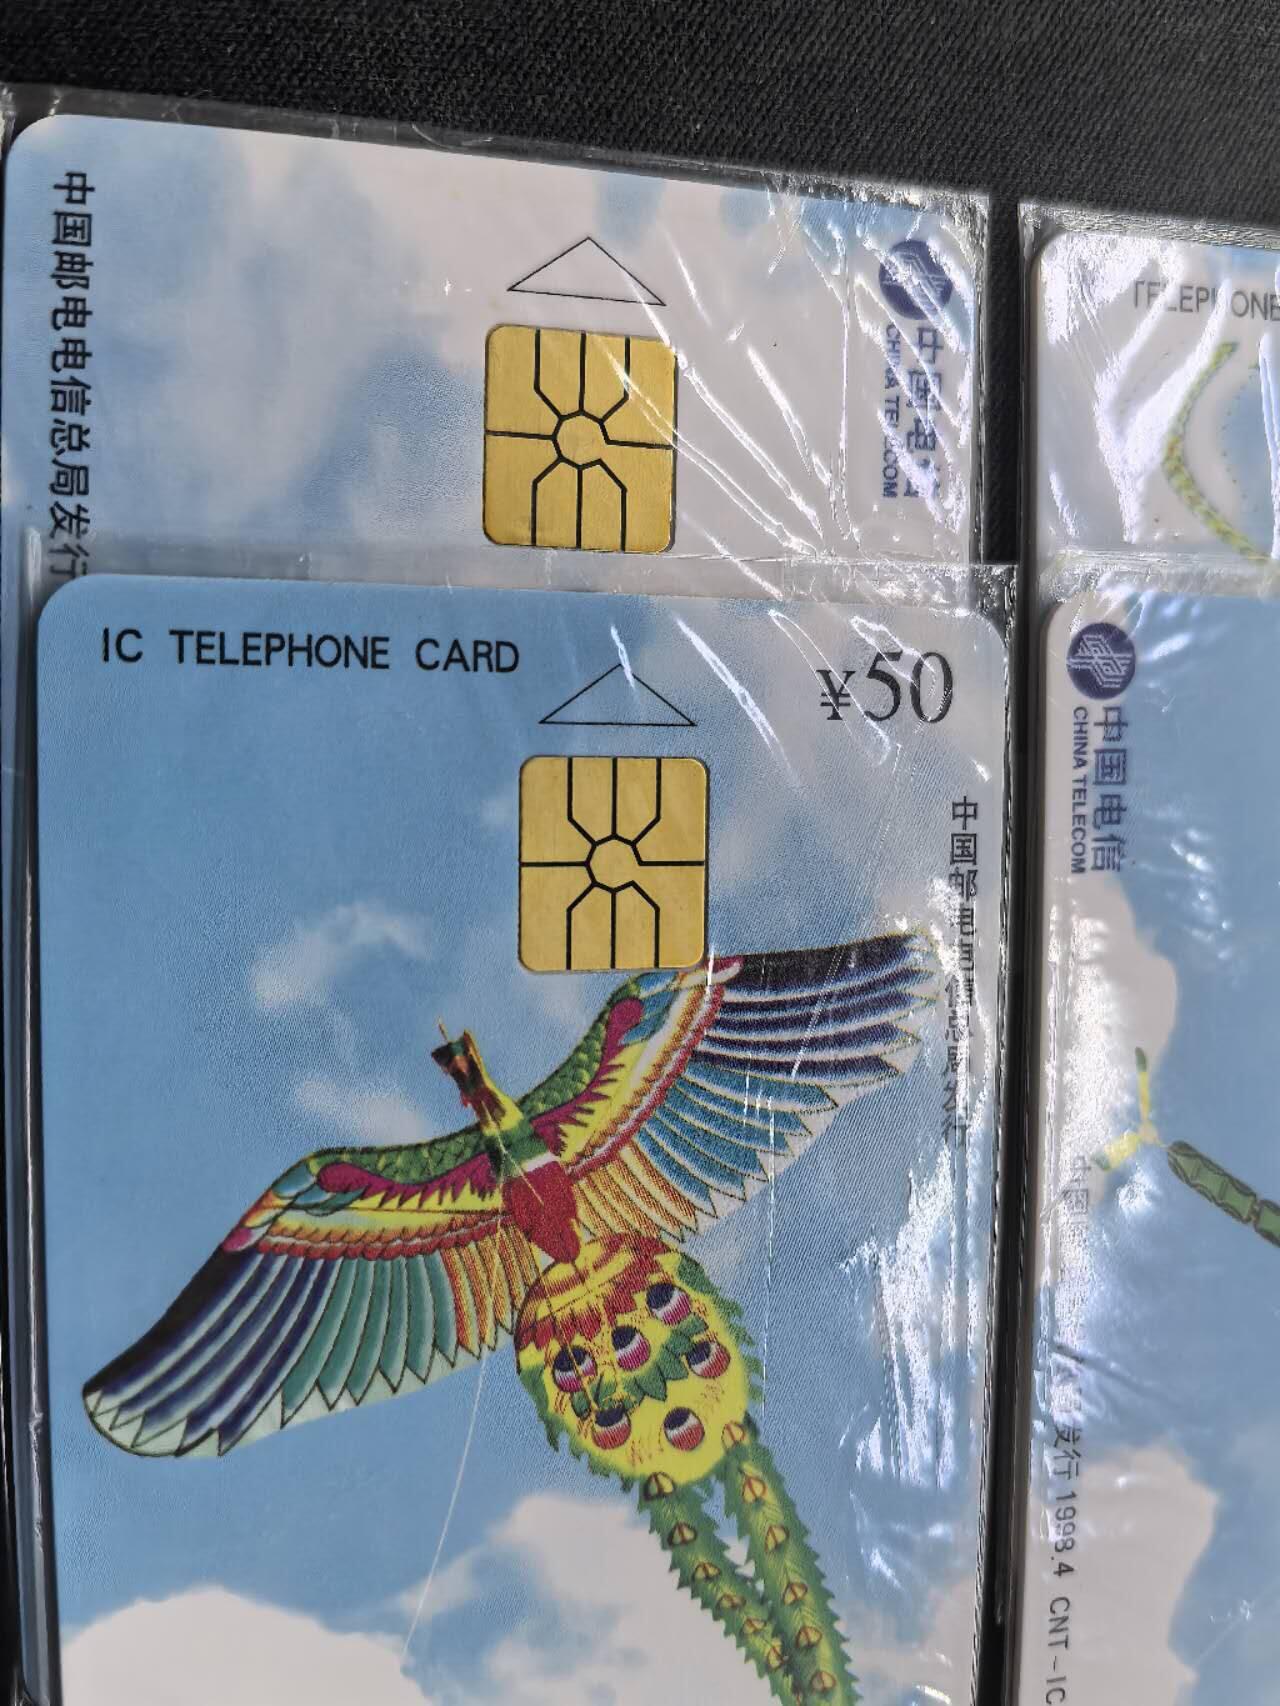 中国邮电电信总局发行
中国电信
CHINA TELECOM
IC TELEPHONE CARD
¥50
中国邮电电信总局发行
TELEPHONE
中国电信
CHINA TELECOM
发行 1998.4 CNT-IC